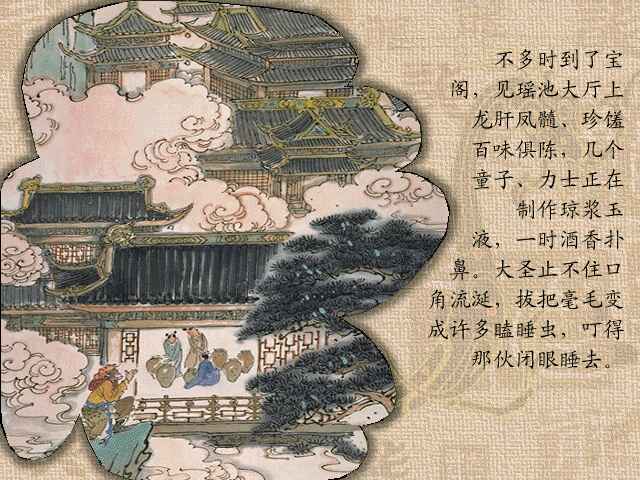 不多时到了宝
阁，见瑶池大厅上
龙肝凤髓、珍馐
百味俱陈，几个
童子、力士正在
制作琼浆玉
液，一时酒香扑
鼻。大圣止不住口
角流涎，拔把毫毛变
成许多瞌睡虫，叮得
那伙闭眼睡去。